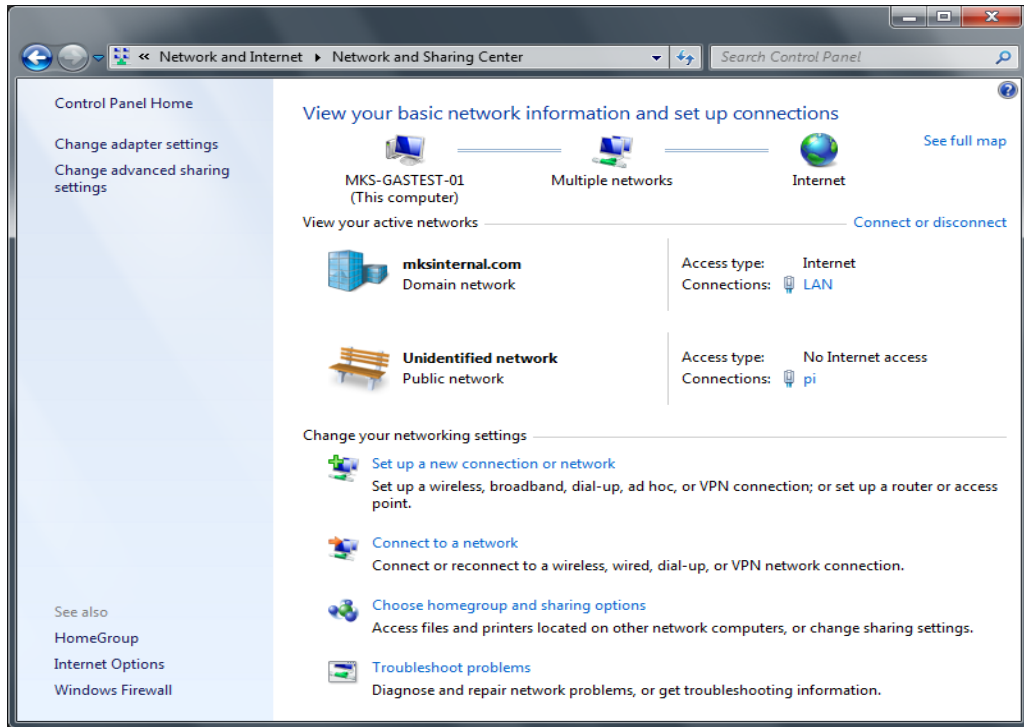 « Network and Internet ▸ Network and Sharing Center
Search Control Panel
Control Panel Home
Change adapter settings
Change advanced sharing
settings
See also
HomeGroup
Internet Options
Windows Firewall
View your basic network information and set up connections
See full map
MKS-GASTEST-01
(This computer)
Multiple networks
Internet
View your active networks
Connect or disconnect
mksinternal.com
Domain network
Access type: Internet
Connections: LAN
Unidentified network
Public network
Access type: No Internet access
Connections: pi
Change your networking settings
Set up a new connection or network
Set up a wireless, broadband, dial-up, ad hoc, or VPN connection; or set up a router or access
point.
Connect to a network
Connect or reconnect to a wireless, wired, dial-up, or VPN network connection.
Choose homegroup and sharing options
Access files and printers located on other network computers, or change sharing settings.
Troubleshoot problems
Diagnose and repair network problems, or get troubleshooting information.